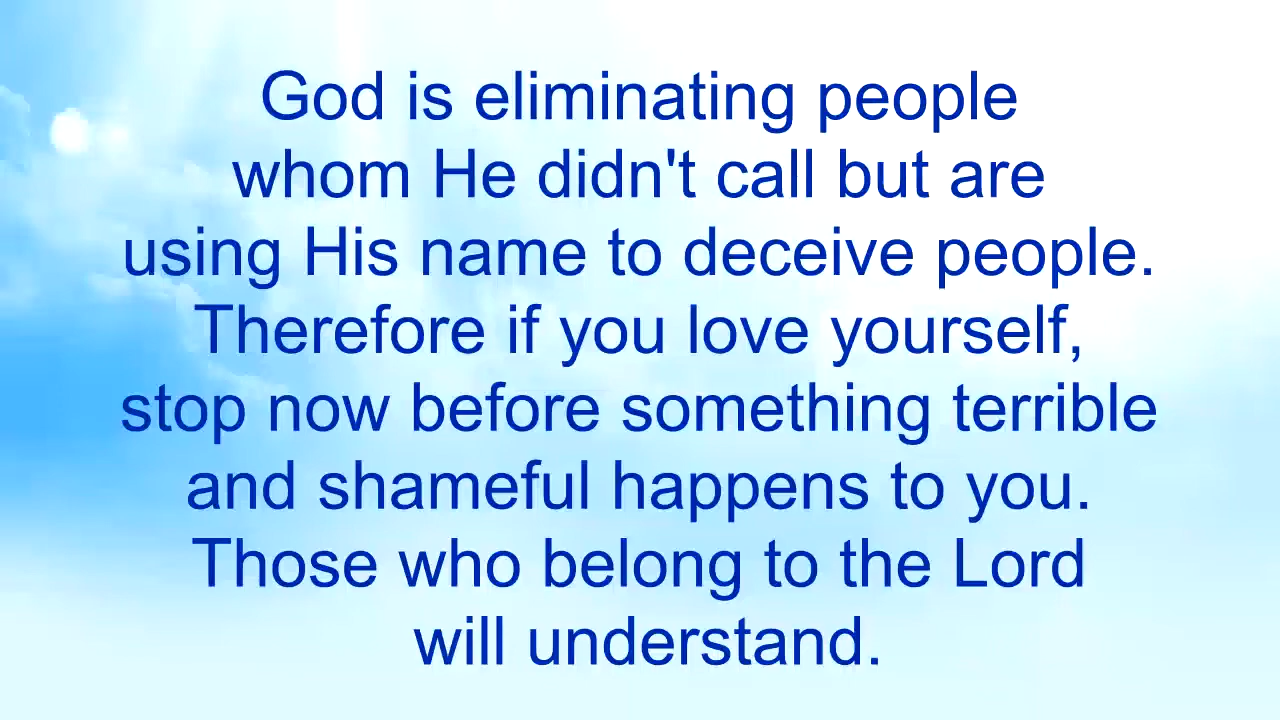 God is eliminating people
whom He didn't call but are
using His name to deceive people.
Therefore if you love yourself,
stop now before something terrible
and shameful happens to you.
Those who belong to the Lord
will understand.